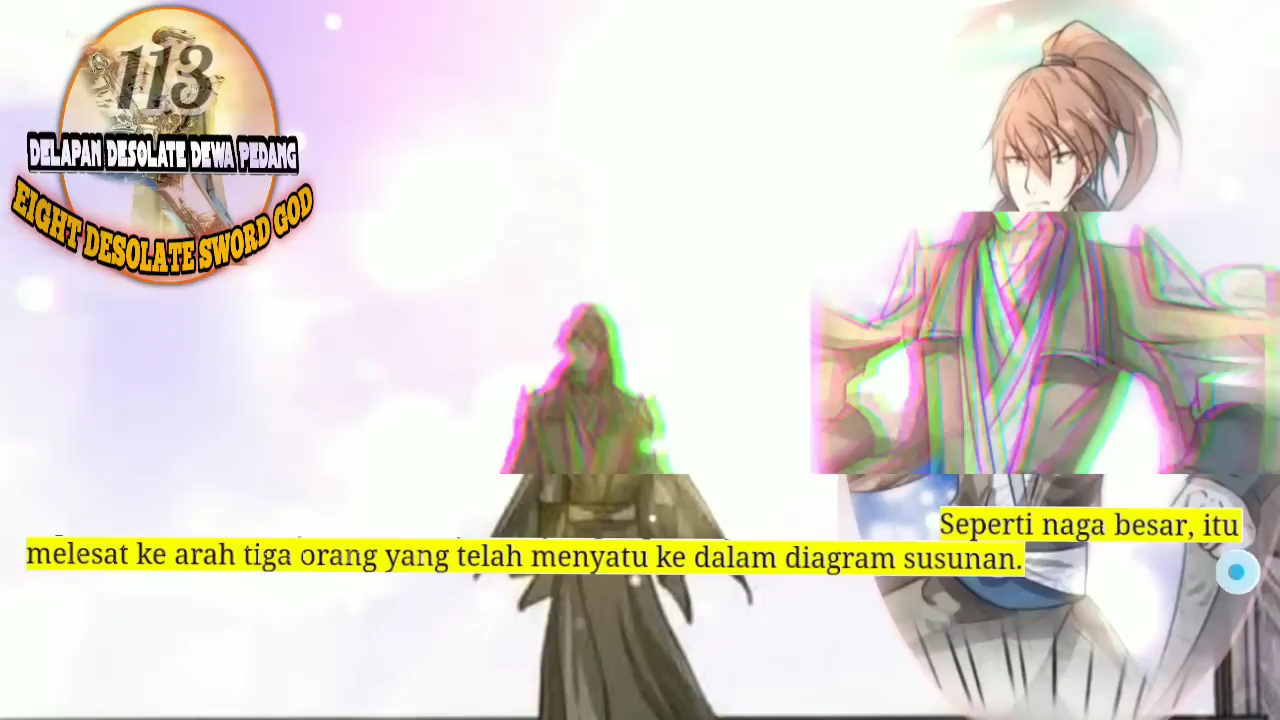 113
DELAPAN DESOLATE DEWA PEDANG
EIGHT DESOLATE SWORD GOD
Seperti naga besar, itu
melesat ke arah tiga orang yang telah menyatu ke dalam diagram susunan.